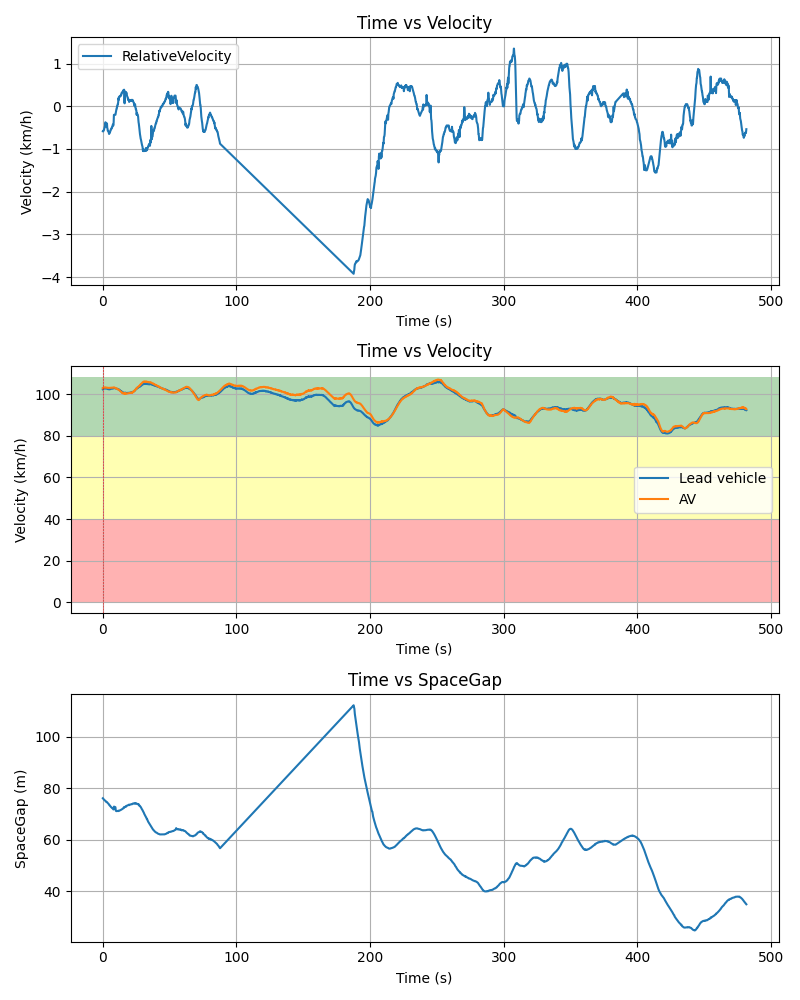 Time vs Velocity
RelativeVelocity
Velocity (km/h)
1
0
−1
−2
−3
−4
0 100 200 300 400 500
Time (s)
Time vs Velocity
Velocity (km/h)
100
80
60
40
20
0
Lead vehicle
AV
0 100 200 300 400 500
Time (s)
Time vs SpaceGap
SpaceGap (m)
100
80
60
40
0 100 200 300 400 500
Time (s)